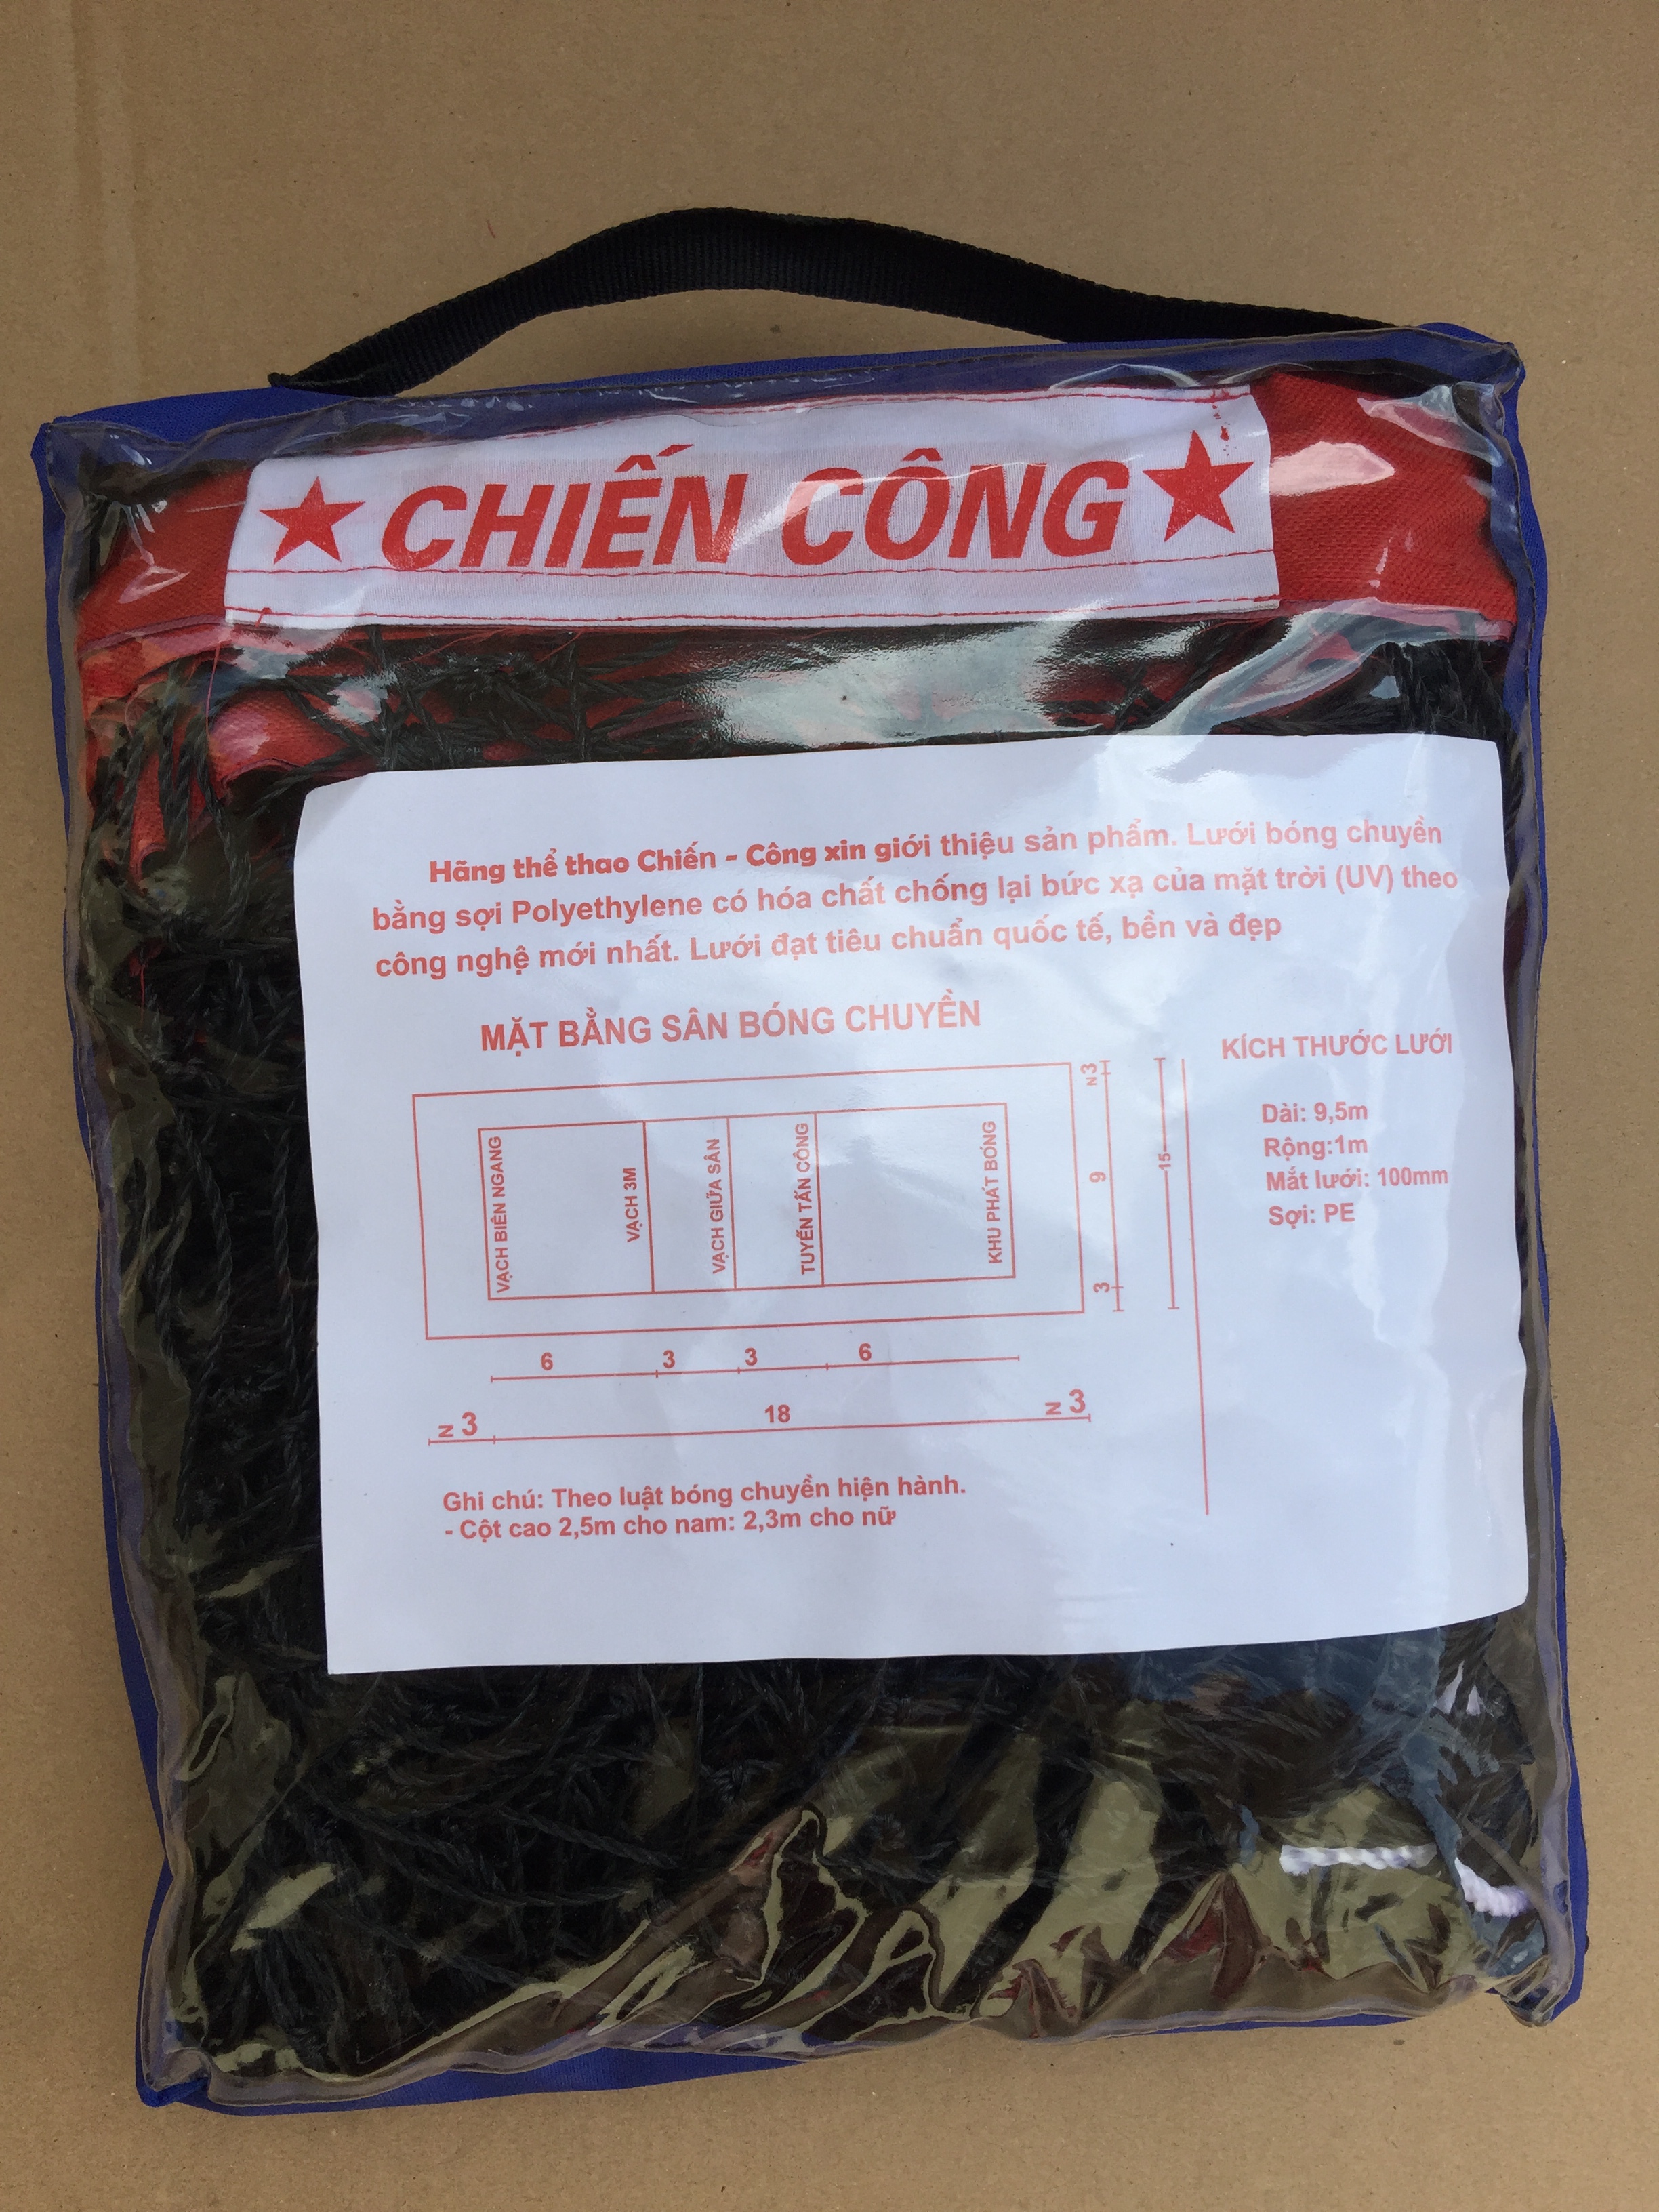 ★ CHIẾN CÔNG ★
Hãng thể thao Chiến - Công xin giới thiệu sản phẩm. Lưới bóng chuyền
bằng sợi Polyethylene có hóa chất chống lại bức xạ của mặt trời (UV) theo
công nghệ mới nhất. Lưới đạt tiêu chuẩn quốc tế, bền và đẹp
MẶT BẰNG SÂN BÓNG CHUYỀN
VẠCH BIÊN NGANG
VẠCH 3M
VẠCH GIỮA SÂN
TUYẾN TẤN CÔNG
KHU PHÁT BÓNG
N3
9
3
15
6 3 3 6
z 3 18 z 3
Ghi chú: Theo luật bóng chuyền hiện hành.
- Cột cao 2,5m cho nam: 2,3m cho nữ
KÍCH THƯỚC LƯỚI
Dài: 9,5m
Rộng:1m
Mắt lưới: 100mm
Sợi: PE